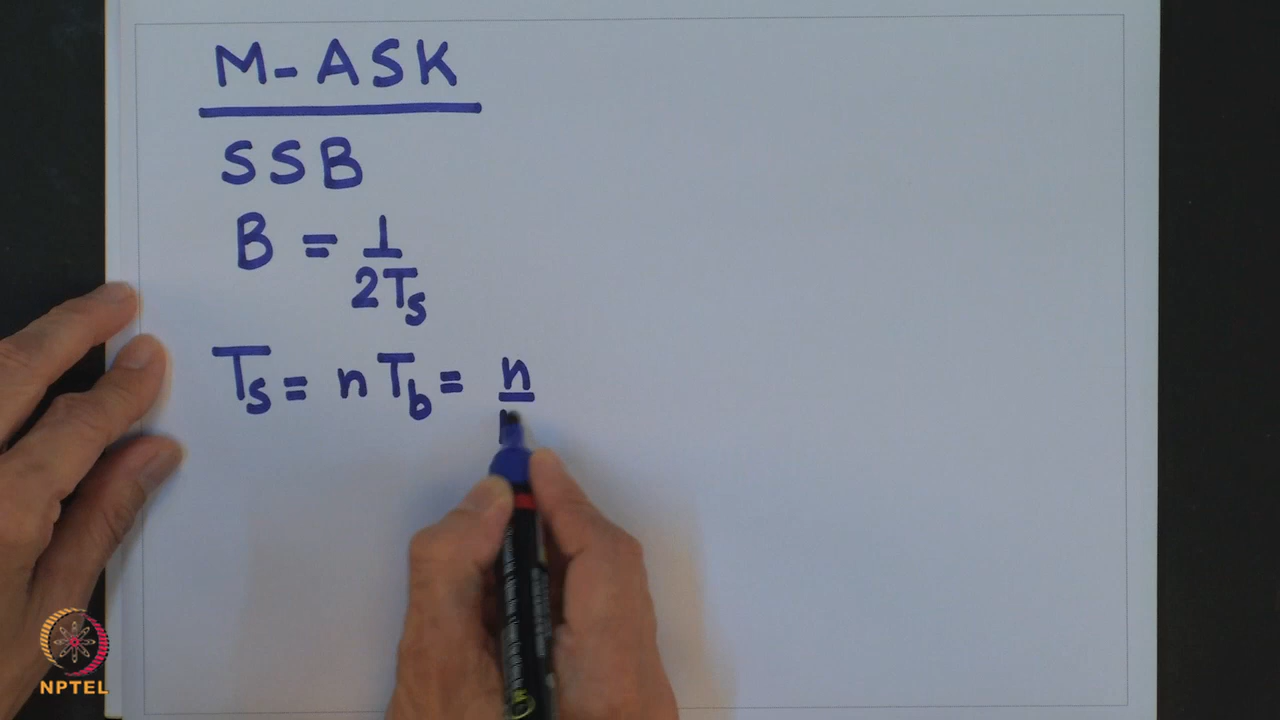 M-ASK
SSB
B = 1/2Ts
Ts = nTb = n/
NPTEL